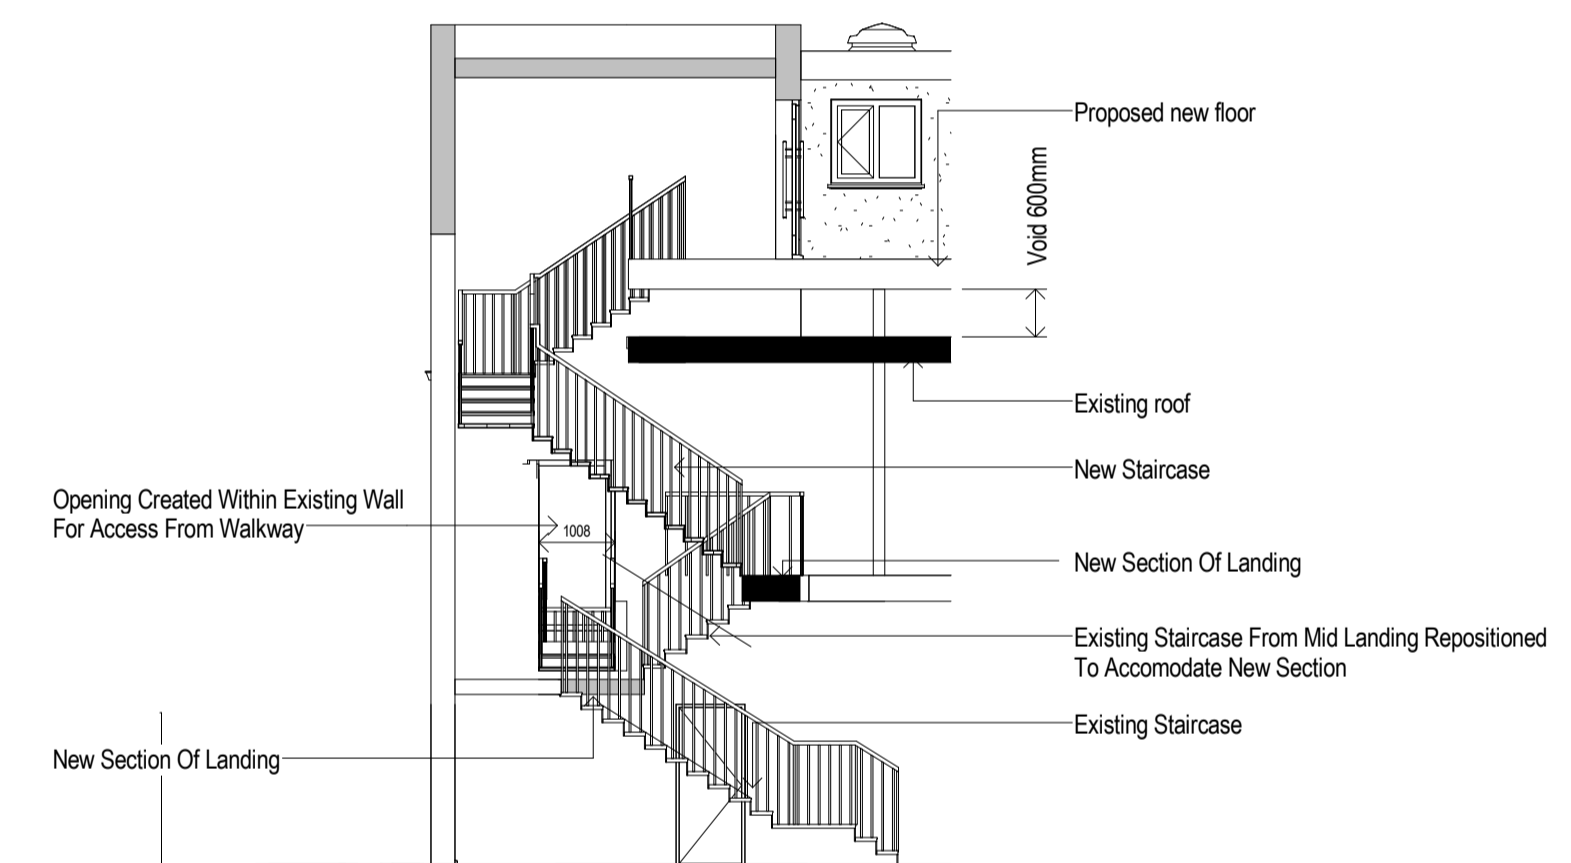 Proposed new floor
Void 600mm
Existing roof
New Staircase
Opening Created Within Existing Wall
For Access From Walkway
1008
New Section Of Landing
Existing Staircase From Mid Landing Repositioned
To Accomodate New Section
Existing Staircase
New Section Of Landing